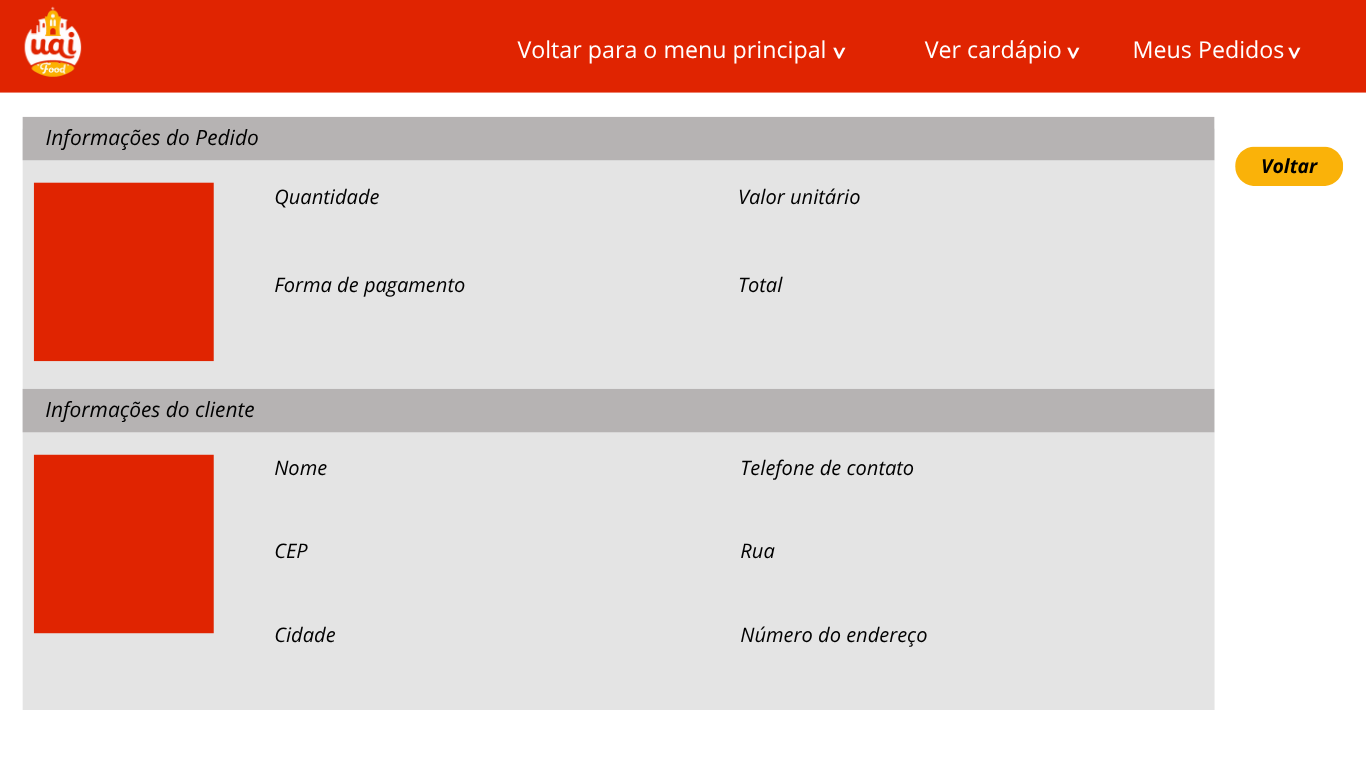 uai
Food
Voltar para o menu principal v
Ver cardápio v
Meus Pedidos v
Informações do Pedido
Voltar
Quantidade
Valor unitário
Forma de pagamento
Total
Informações do cliente
Nome
Telefone de contato
CEP
Rua
Cidade
Número do endereço